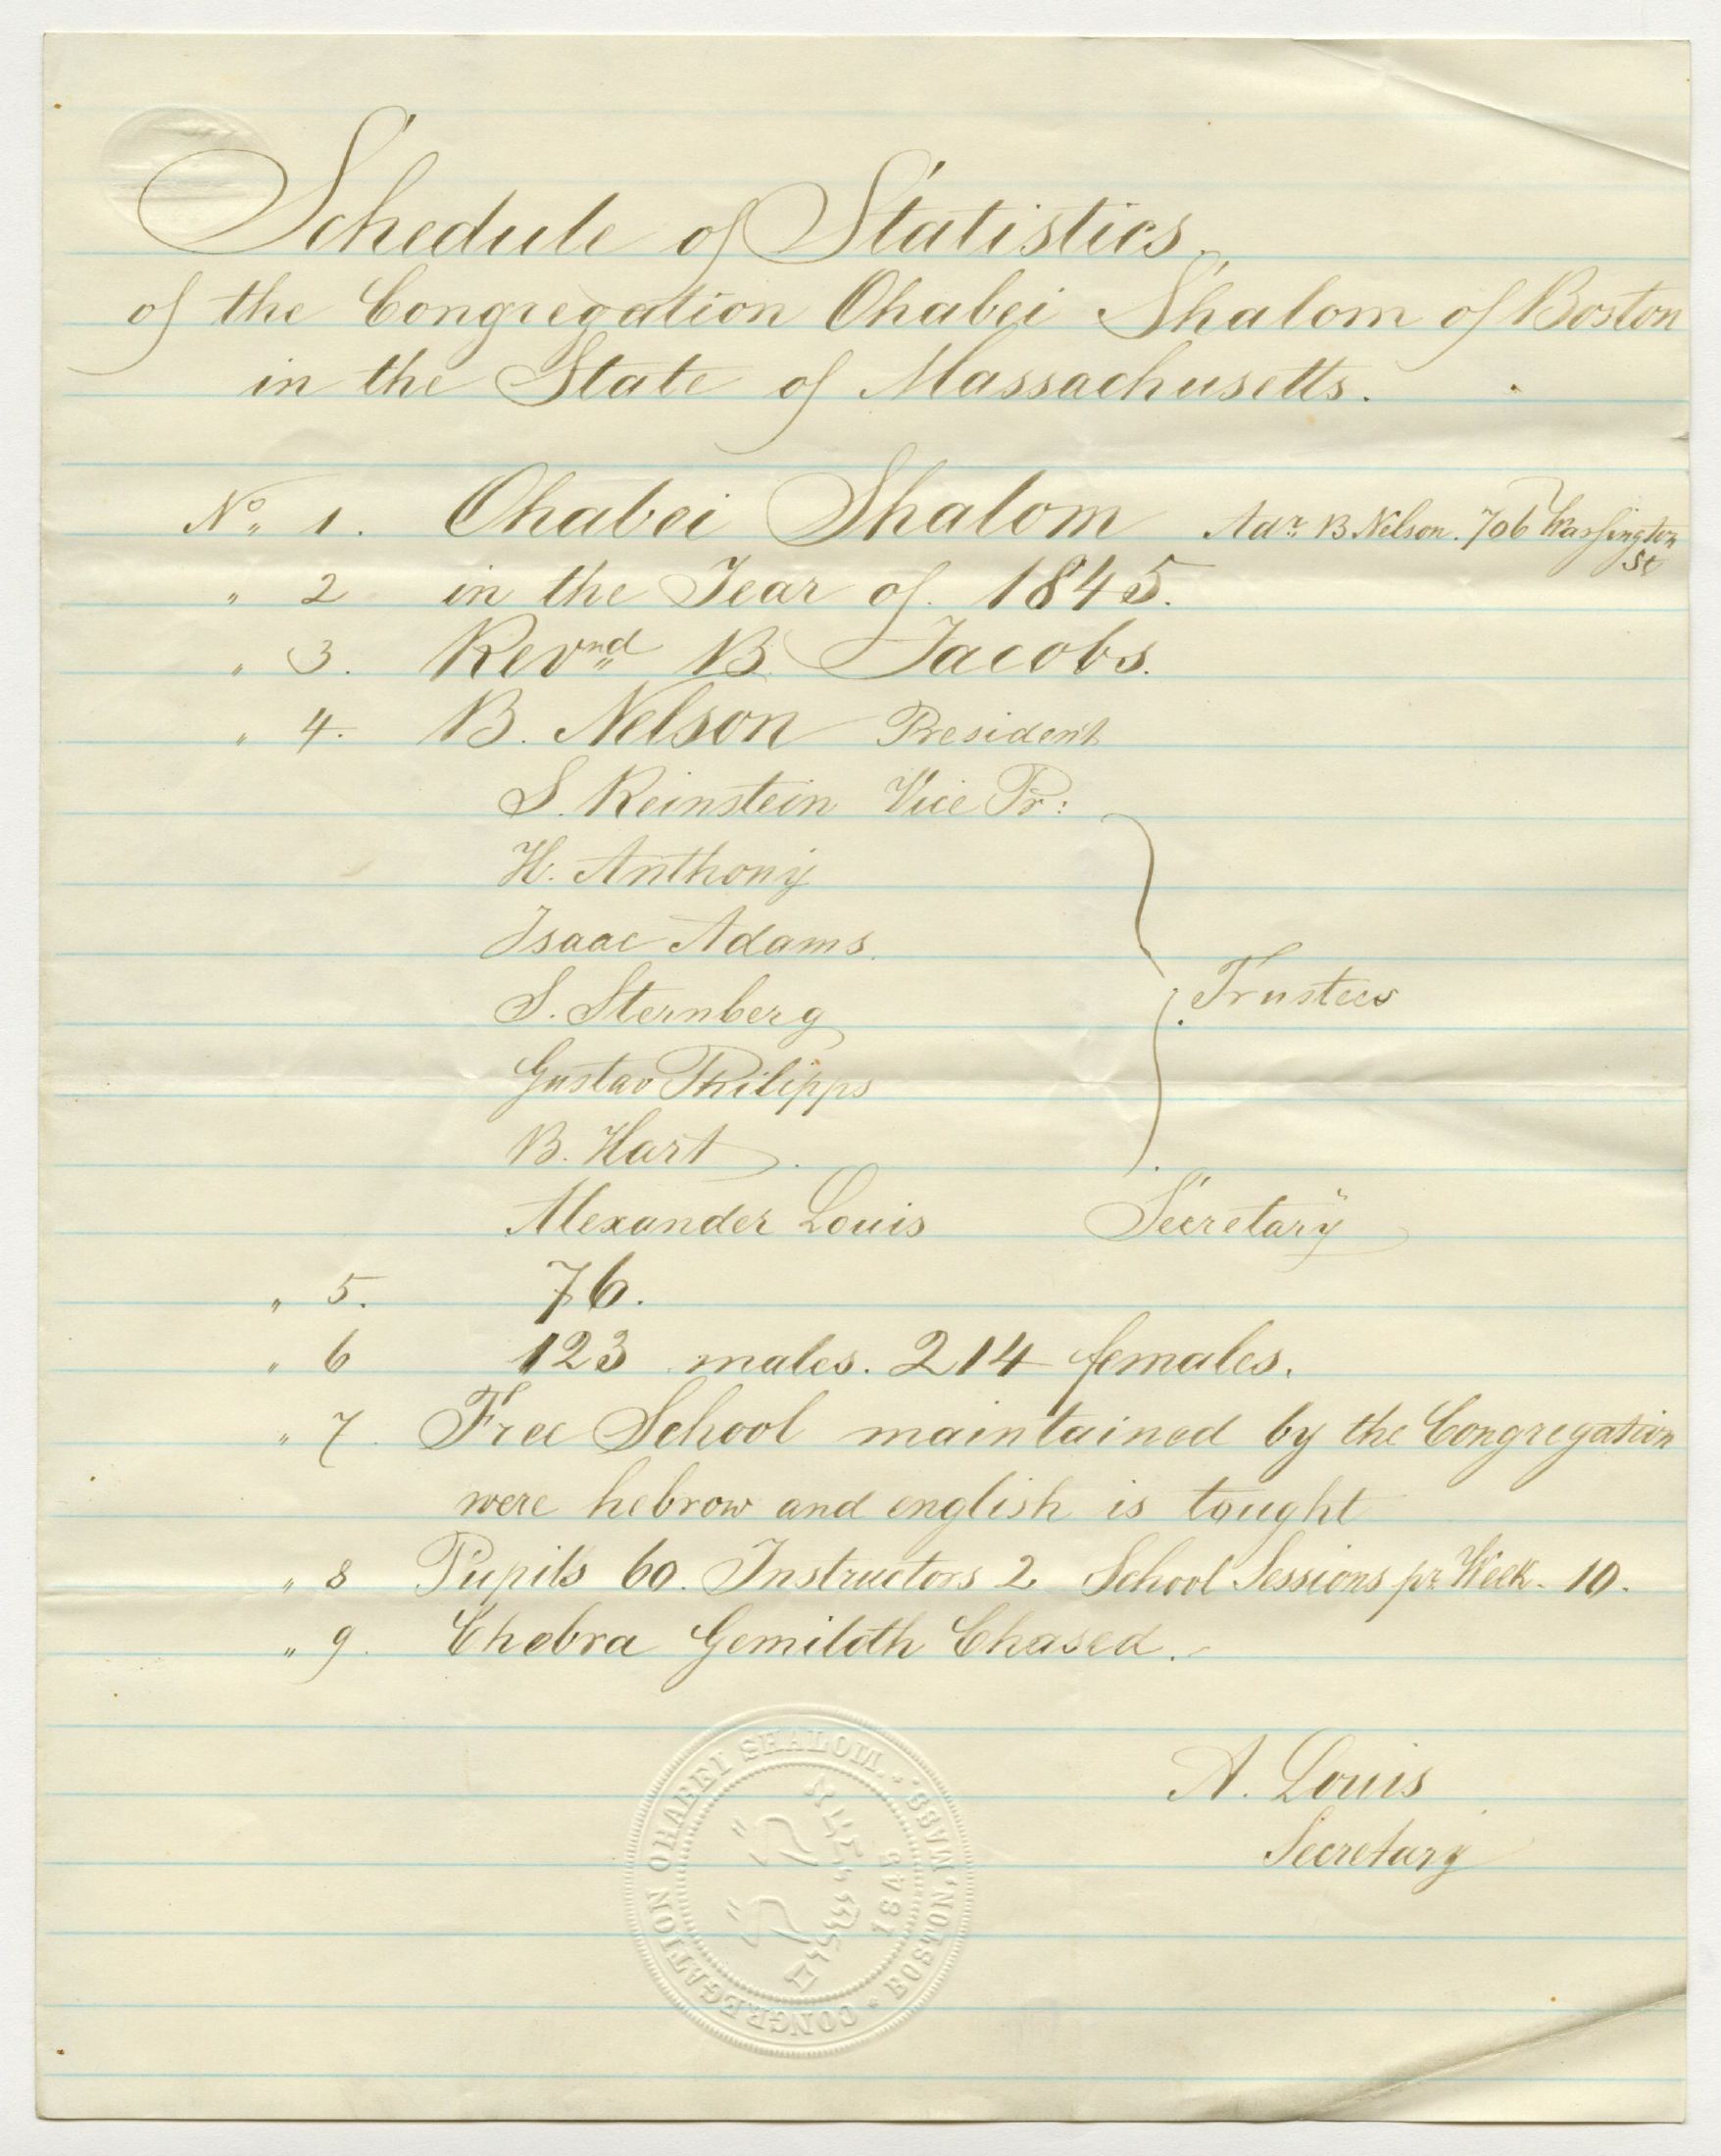 Schedule of Statistics
of the Congregation Ohabei Shalom of Boston
in the State of Massachusetts.
No. 1. Ohabei Shalom Adr. B Nelson. 706 Washington
St
" 2 in the Year of. 1845.
" 3. Revnd B. Jacobs.
" 4. B. Nelson President
S. Reinstein Vice Pr:
H. Anthony
Isaac Adams.
S. Sternberg
Trustees
Gustav Philipps
B. Hart.
Alexander Louis Secretary
" 5. 76.
" 6 123 males. 214 females.
" 7. Free School maintained by the Congregation
were hebrow and english is tought
" 8 Pupils 60. Instructors 2 School Sessions pr Week. 10.
" 9. Chebra Gemiloth Chased.
A. Louis
Secretary
CONGREGATION OHABEI SHALOM. BOSTON, MASS.
1845